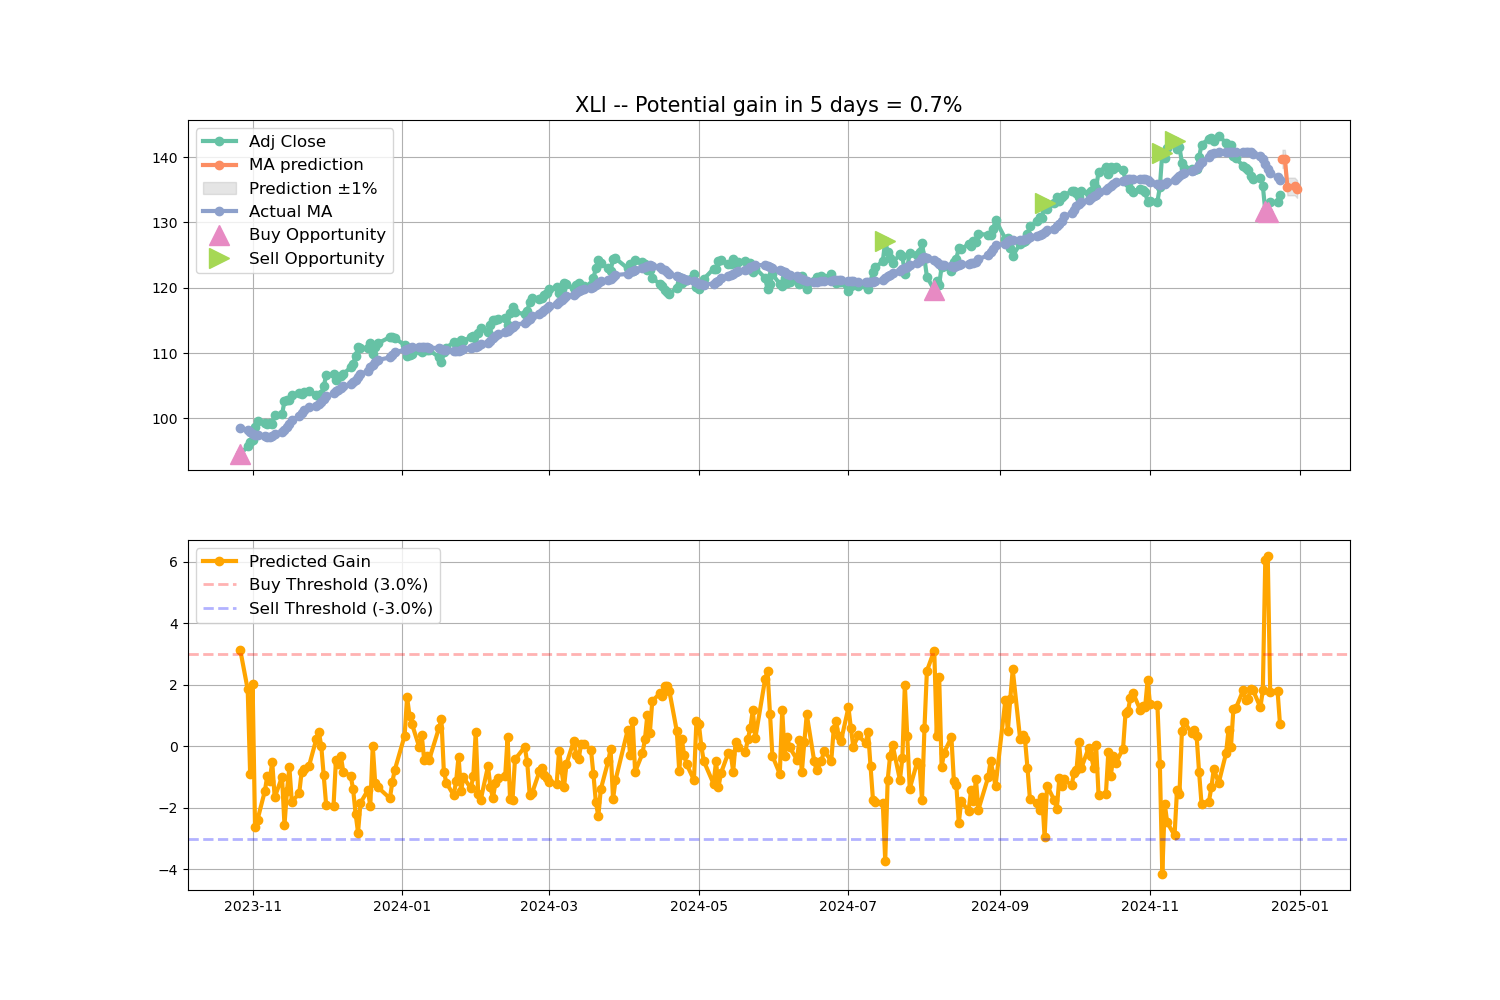 XLI -- Potential gain in 5 days = 0.7%
Adj Close
MA prediction
Prediction ±1%
Actual MA
Buy Opportunity
Sell Opportunity
140
130
120
110
100
Predicted Gain
Buy Threshold (3.0%)
Sell Threshold (-3.0%)
6
4
2
0
−2
−4
2023-11
2024-01
2024-03
2024-05
2024-07
2024-09
2024-11
2025-01